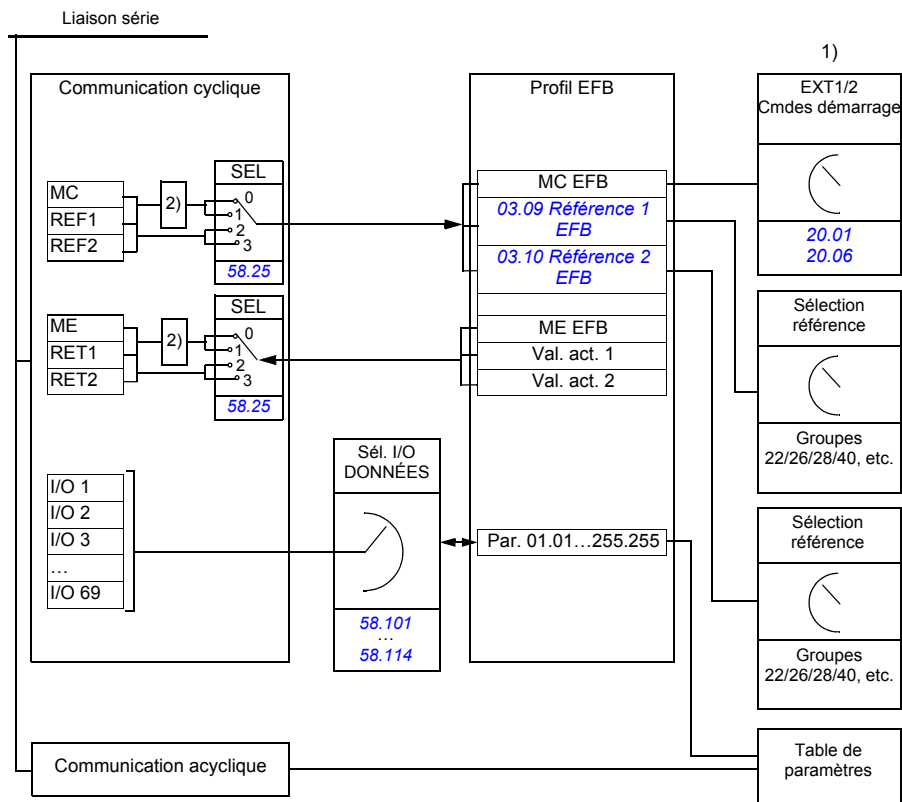 Liaison série
Communication cyclique
MC
REF1
REF2
2)
SEL
0
1
2
3
58.25
ME
RET1
RET2
2)
SEL
0
1
2
3
58.25
I/O 1
I/O 2
I/O 3
…
I/O 69
Sél. I/O
DONNÉES
58.101
…
58.114
Profil EFB
MC EFB
03.09 Référence 1
EFB
03.10 Référence 2
EFB
ME EFB
Val. act. 1
Val. act. 2
Par. 01.01…255.255
1)
EXT1/2
Cmdes démarrage
20.01
20.06
Sélection
référence
Groupes
22/26/28/40, etc.
Sélection
référence
Groupes
22/26/28/40, etc.
Communication acyclique
Table de
paramètres